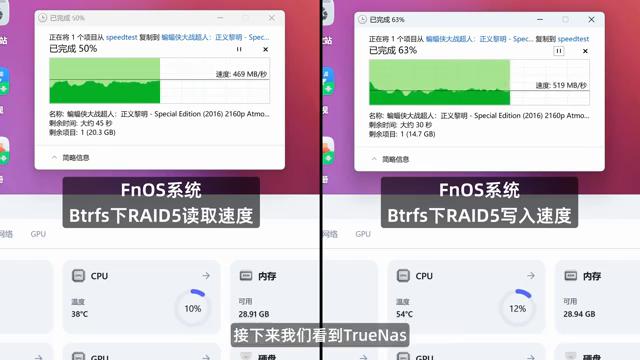 已完成 50%
正在将 1 个项目从 speedtest 复制到 蝙蝠侠大战超人：正义黎明 - Spec...
已完成 50%
速度: 469 MB/秒
名称: 蝙蝠侠大战超人：正义黎明 - Special Edition (2016) 2160p Atmo...
剩余时间: 大约 45 秒
剩余项目: 1 (20.3 GB)
简略信息
FnOS系统
Btrfs下RAID5读取速度
网络 GPU
CPU
温度
38°C
10%
内存
可用
28.91 GB
GPU
硬盘
已完成 63%
正在将 1 个项目从 蝙蝠侠大战超人：正义黎明 - Spec... 复制到 speedtest
已完成 63%
速度: 519 MB/秒
名称: 蝙蝠侠大战超人：正义黎明 - Special Edition (2016) 2160p Atmo...
剩余时间: 大约 30 秒
剩余项目: 1 (14.7 GB)
简略信息
FnOS系统
Btrfs下RAID5写入速度
网络 GPU
CPU
温度
54°C
12%
内存
可用
28.94 GB
GPU
硬盘
接下来我们看到TrueNas